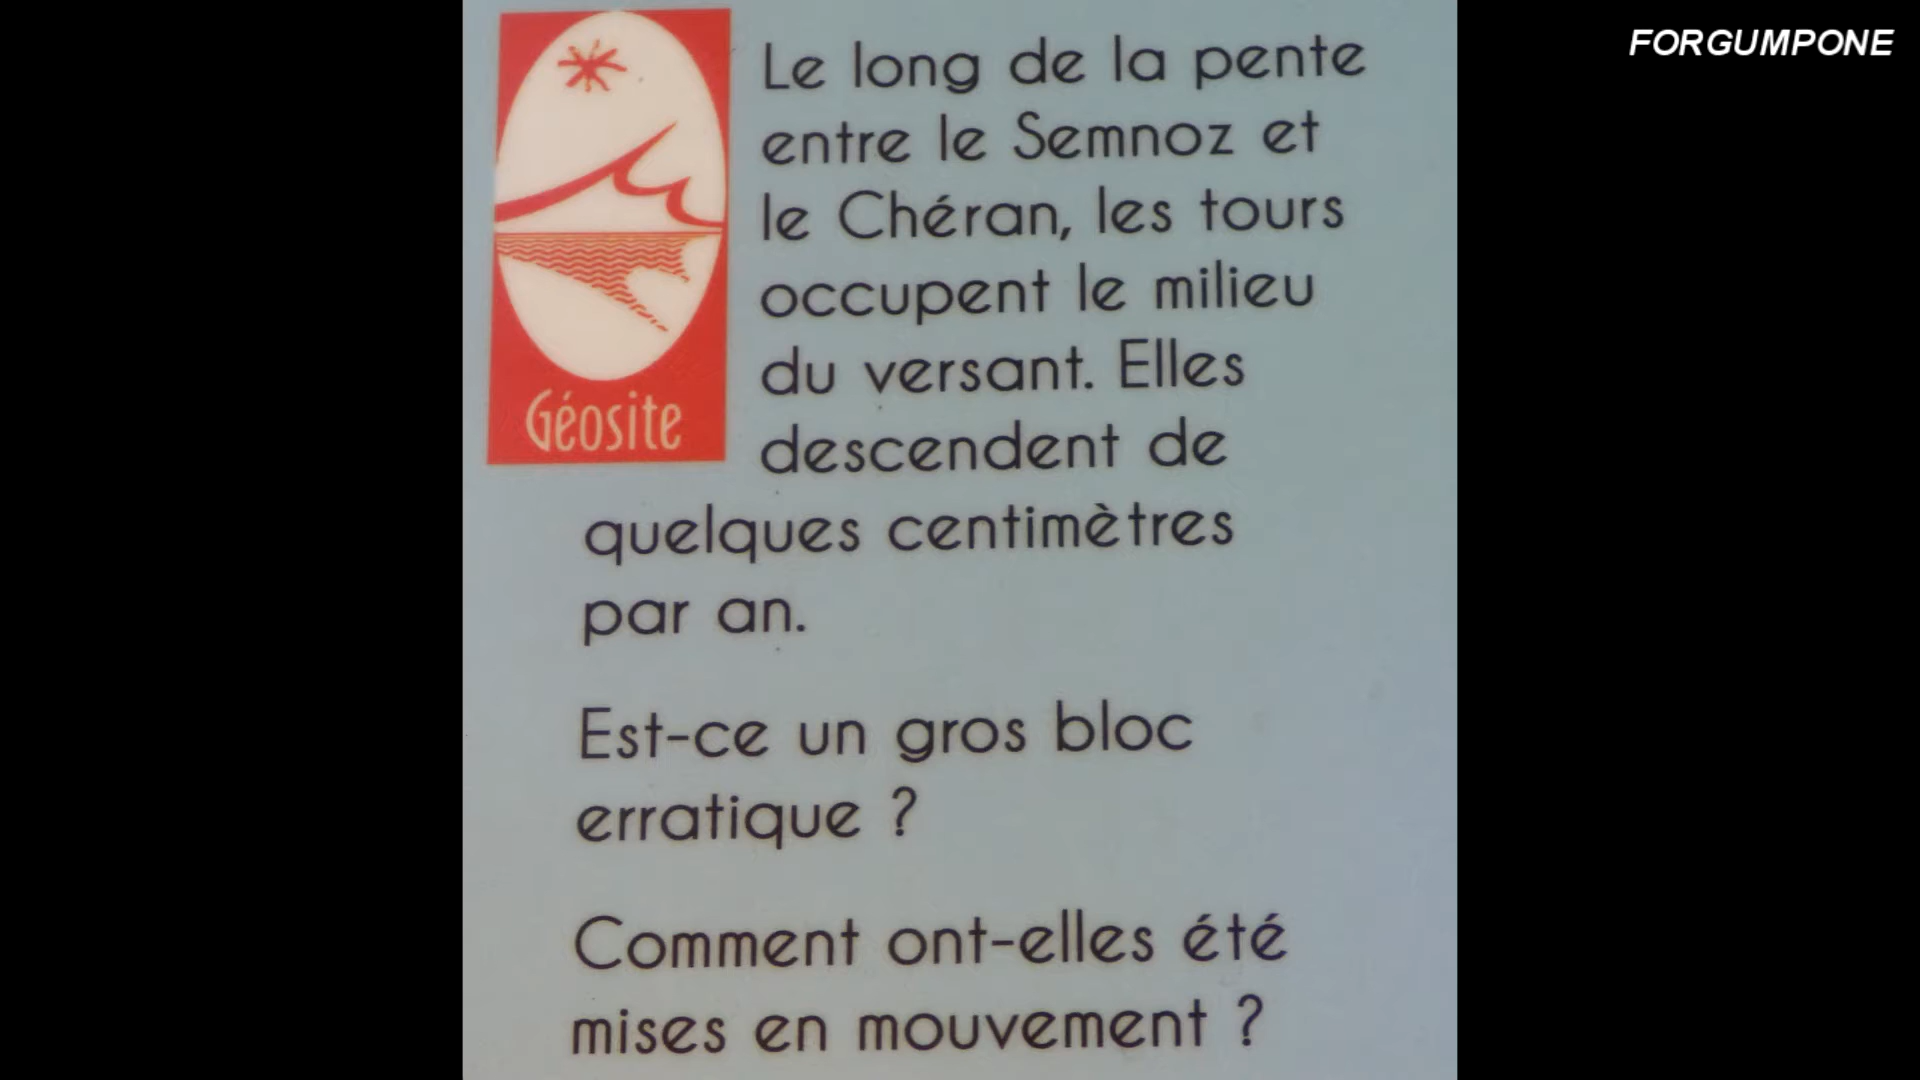 FORGUMPONE
Le long de la pente
entre le Semnoz et
le Chéran, les tours
occupent le milieu
du versant. Elles
descendent de
quelques centimètres
par an.
Géosite
Est-ce un gros bloc
erratique ?
Comment ont-elles été
mises en mouvement ?